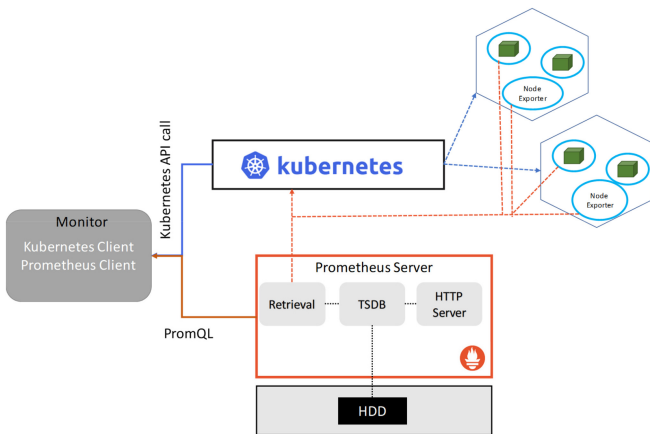 Node
Exporter
Node
Exporter
Kubernetes API call
kubernetes
Monitor
Kubernetes Client
Prometheus Client
Prometheus Server
Retrieval
TSDB
HTTP
Server
PromQL
HDD